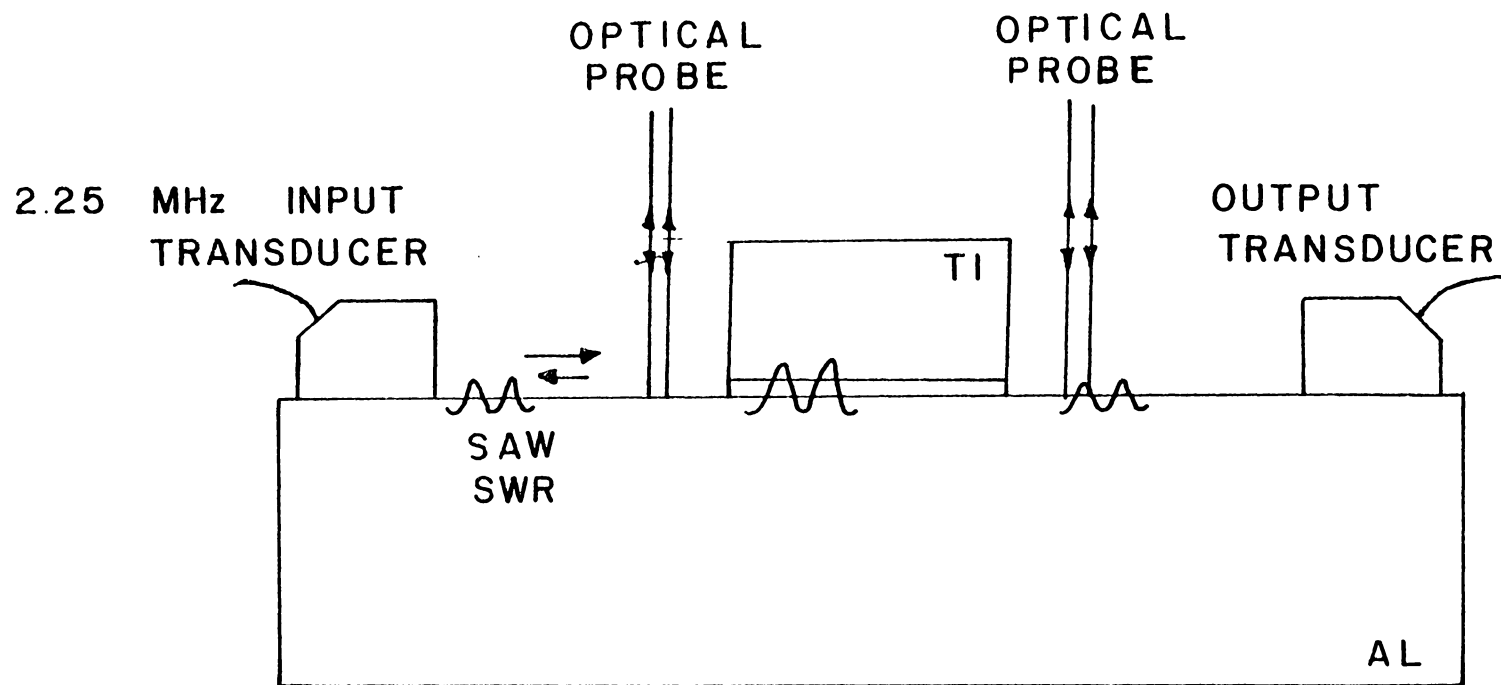 OPTICAL
PROBE
OPTICAL
PROBE
2.25 MHz INPUT
TRANSDUCER
OUTPUT
TRANSDUCER
TI
SAW
SWR
AL